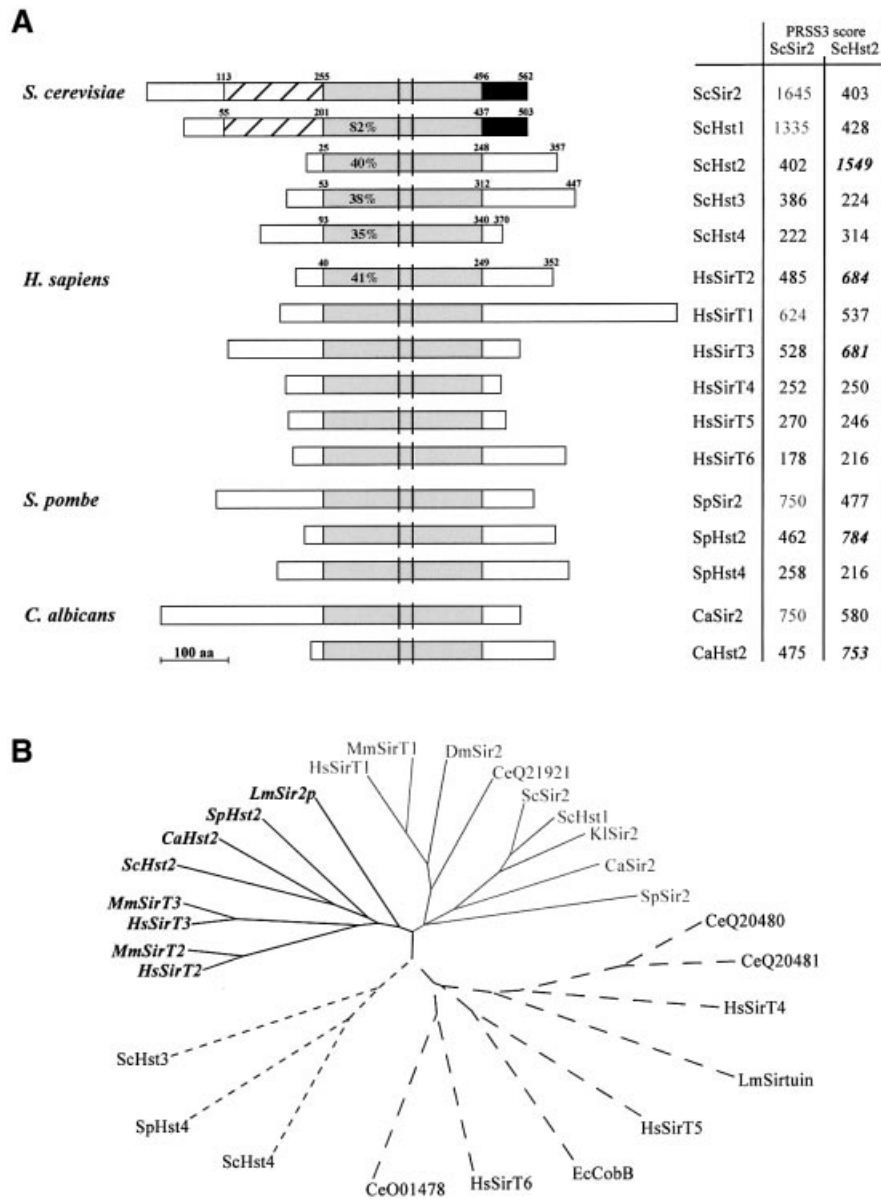 A
PRSS3 score
ScSir2 ScHst2
113 255 496 562
S. cerevisiae
ScSir2 1645 403
55 201 437 503
82%
ScHst1 1335 428
25 248 357
40%
ScHst2 402 1549
53 312 447
38%
ScHst3 386 224
93 340 370
35%
ScHst4 222 314
40 249 352
H. sapiens
41%
HsSirT2 485 684
HsSirT1 624 537
HsSirT3 528 681
HsSirT4 252 250
HsSirT5 270 246
HsSirT6 178 216
S. pombe
SpSir2 750 477
SpHst2 462 784
SpHst4 258 216
C. albicans
CaSir2 750 580
100 aa
CaHst2 475 753
B
MmSirT1
HsSirT1
DmSir2
CeQ21921
LmSir2p
ScSir2
SpHst2
ScHst1
CaHst2
KlSir2
ScHst2
CaSir2
MmSirT3
SpSir2
HsSirT3
CeQ20480
MmSirT2
CeQ20481
HsSirT2
HsSirT4
ScHst3
LmSirtuin
SpHst4
HsSirT5
ScHst4
EcCobB
CeO01478
HsSirT6